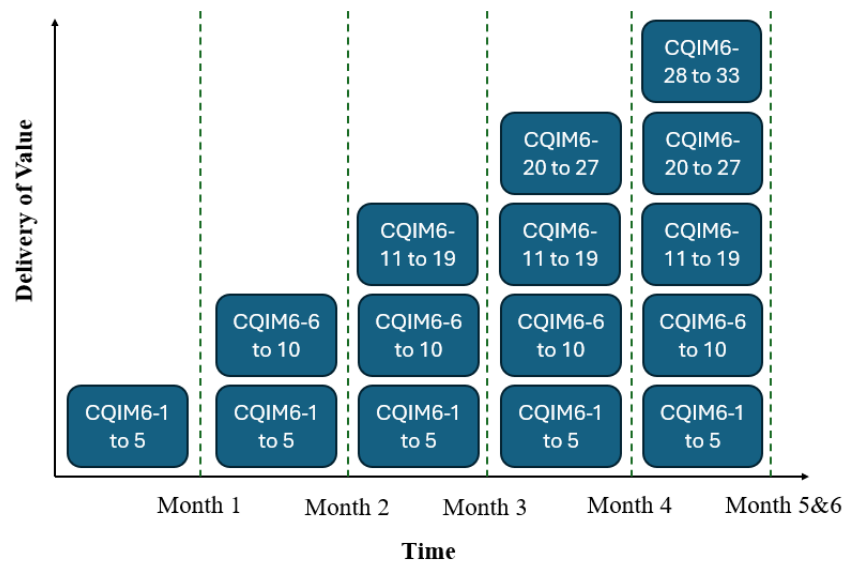 Delivery of Value
CQIM6-
28 to 33
CQIM6-
20 to 27
CQIM6-
20 to 27
CQIM6-
11 to 19
CQIM6-
11 to 19
CQIM6-
11 to 19
CQIM6-6
to 10
CQIM6-6
to 10
CQIM6-6
to 10
CQIM6-6
to 10
CQIM6-1
to 5
CQIM6-1
to 5
CQIM6-1
to 5
CQIM6-1
to 5
CQIM6-1
to 5
Month 1
Month 2
Month 3
Month 4
Month 5&6
Time